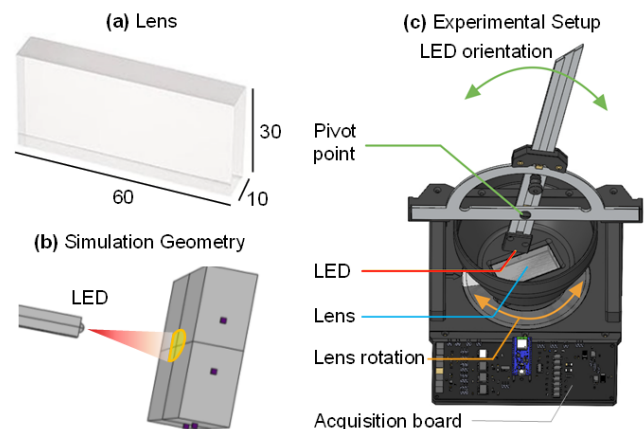 (a) Lens
30
10
60
(b) Simulation Geometry
LED
(c) Experimental Setup
LED orientation
Pivot
point
LED
Lens
Lens rotation
Acquisition board